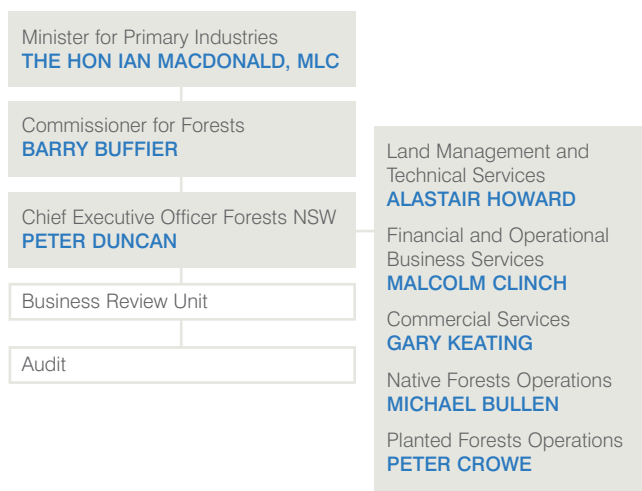 Minister for Primary Industries
THE HON IAN MACDONALD, MLC
Commissioner for Forests
BARRY BUFFIER
Chief Executive Officer Forests NSW
PETER DUNCAN
Business Review Unit
Audit
Land Management and
Technical Services
ALASTAIR HOWARD
Financial and Operational
Business Services
MALCOLM CLINCH
Commercial Services
GARY KEATING
Native Forests Operations
MICHAEL BULLEN
Planted Forests Operations
PETER CROWE